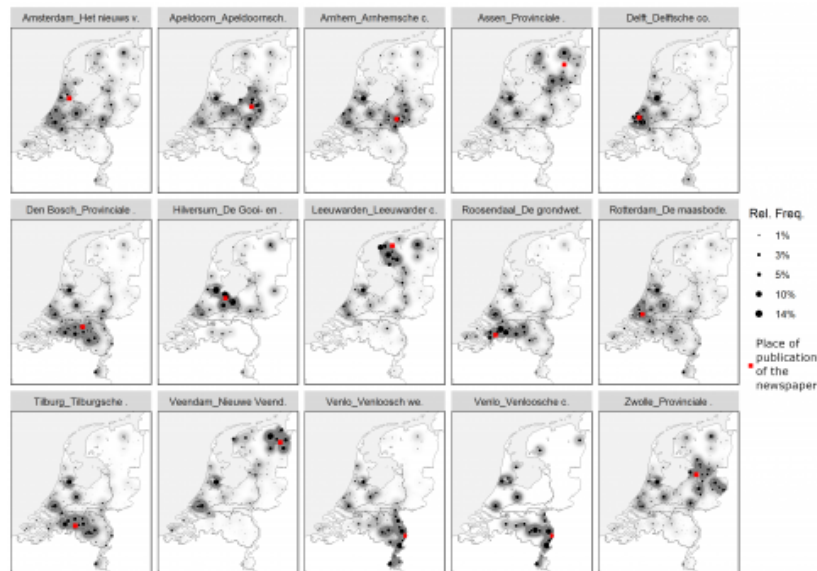 Amsterdam_Het nieuws v.
Apeldoorn_Apeldoornsch.
Arnhem_Arnhemsche c.
Assen_Provinciale .
Delft_Delftsche co.
Den Bosch_Provinciale .
Hilversum_De Gooi- en .
Leeuwarden_Leeuwarder c.
Roosendaal_De grondwet.
Rotterdam_De maasbode.
Rel. Freq.
1%
3%
5%
10%
14%
Place of
publication
of the
newspaper
Tilburg_Tilburgsche .
Veendam_Nieuwe Veend.
Venlo_Venloosch we.
Venlo_Venloosche c.
Zwolle_Provinciale .